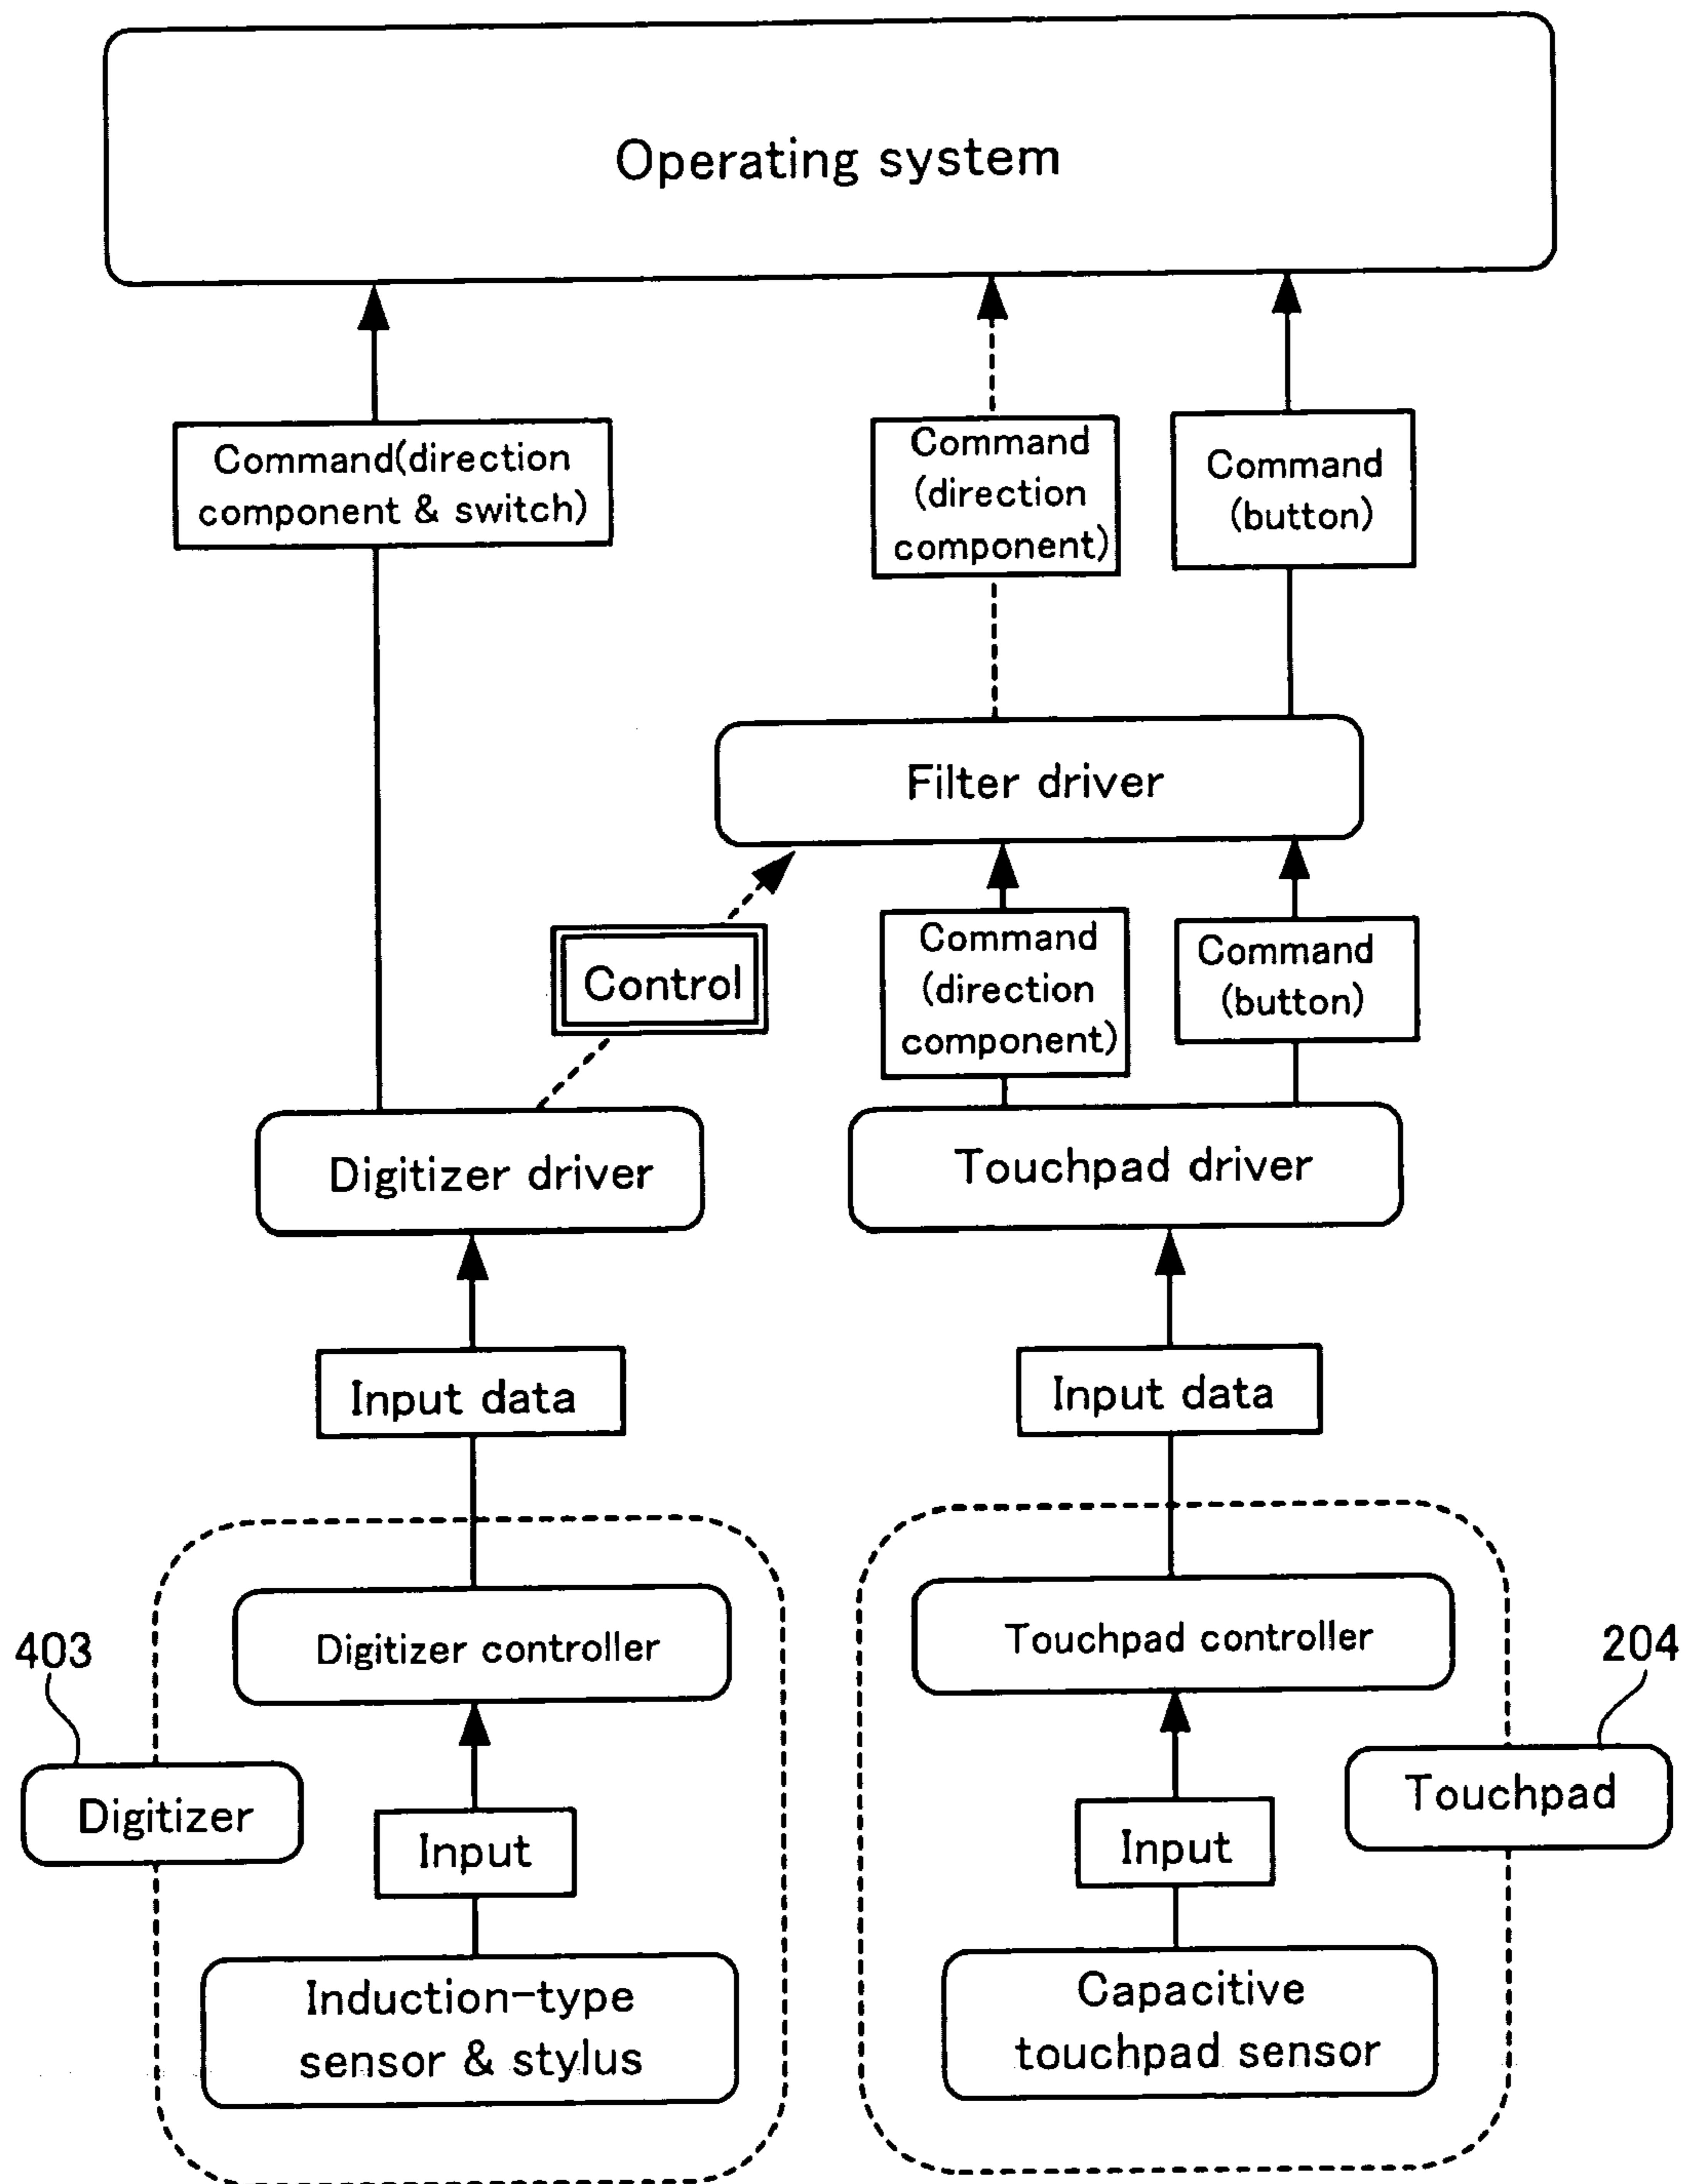 Operating system
Command(direction
component & switch)
Command
(direction
component)
Command
(button)
Filter driver
Control
Command
(direction
component)
Command
(button)
Digitizer driver
Touchpad driver
Input data
Input data
Digitizer controller
Touchpad controller
403
204
Digitizer
Touchpad
Input
Input
Induction-type
sensor & stylus
Capacitive
touchpad sensor